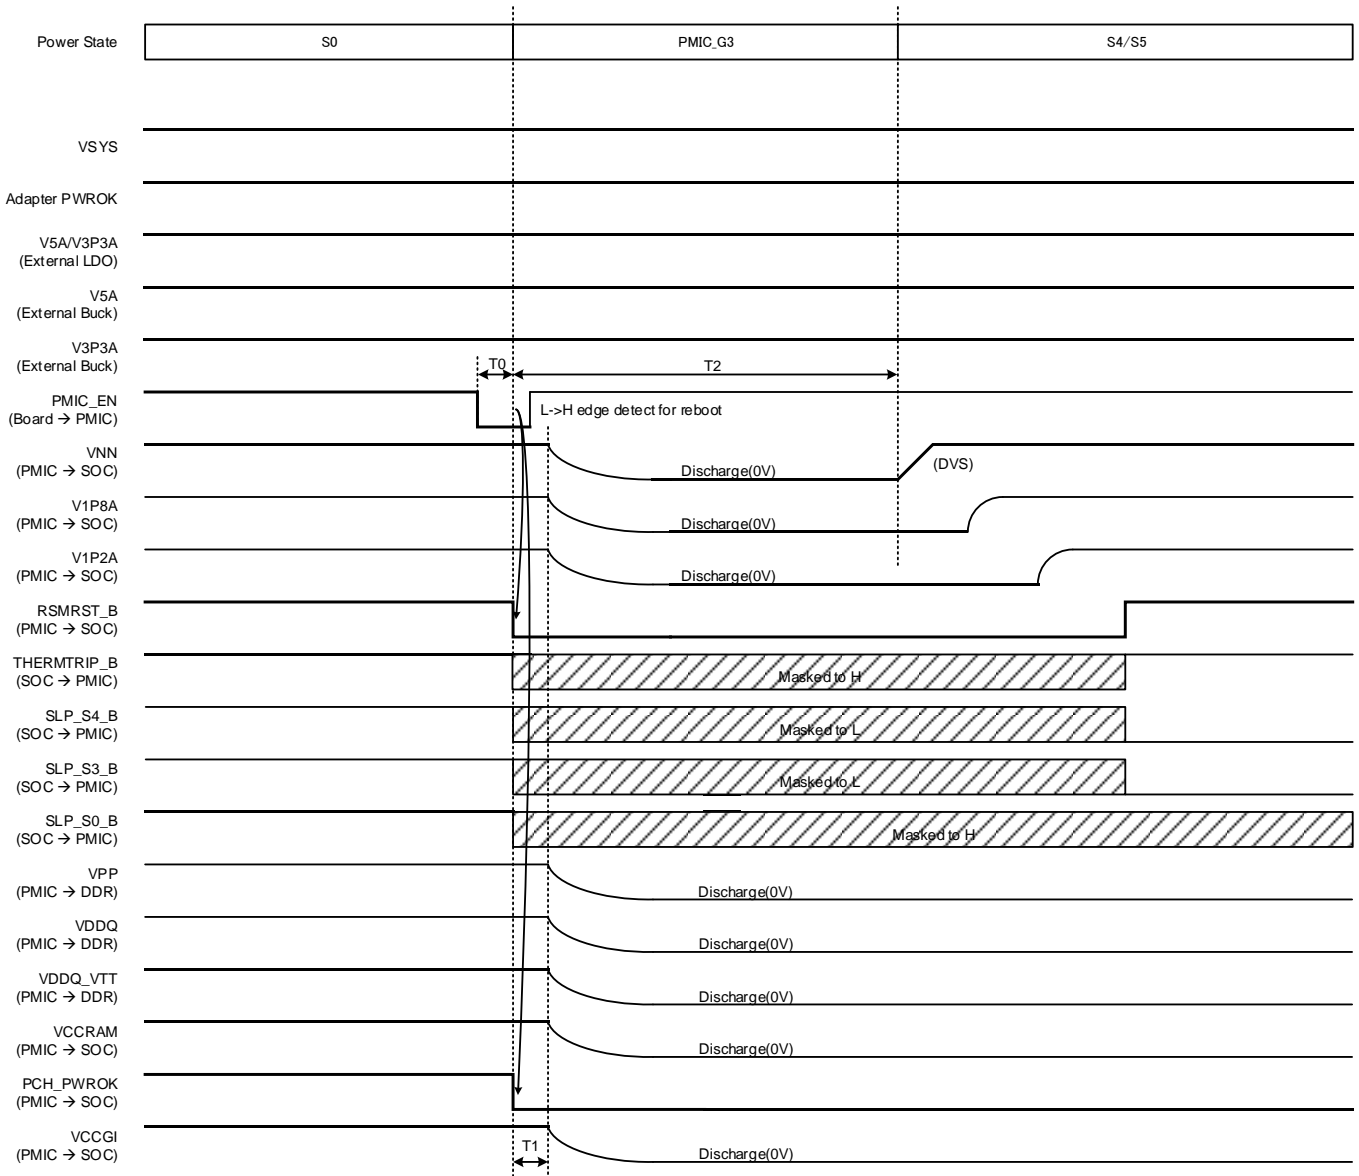 Power State
S0
PMIC_G3
S4/S5
VSYS
Adapter PWROK
V5A/V3P3A
(External LDO)
V5A
(External Buck)
V3P3A
(External Buck)
T0
T2
PMIC_EN
(Board → PMIC)
L->H edge detect for reboot
VNN
(PMIC → SOC)
Discharge(0V)
(DVS)
V1P8A
(PMIC → SOC)
Discharge(0V)
V1P2A
(PMIC → SOC)
Discharge(0V)
RSMRST_B
(PMIC → SOC)
THERMTRIP_B
(SOC → PMIC)
Masked to H
SLP_S4_B
(SOC → PMIC)
Masked to L
SLP_S3_B
(SOC → PMIC)
Masked to L
SLP_S0_B
(SOC → PMIC)
Masked to H
VPP
(PMIC → DDR)
Discharge(0V)
VDDQ
(PMIC → DDR)
Discharge(0V)
VDDQ_VTT
(PMIC → DDR)
Discharge(0V)
VCCRAM
(PMIC → SOC)
Discharge(0V)
PCH_PWROK
(PMIC → SOC)
VCCGI
(PMIC → SOC)
T1
Discharge(0V)